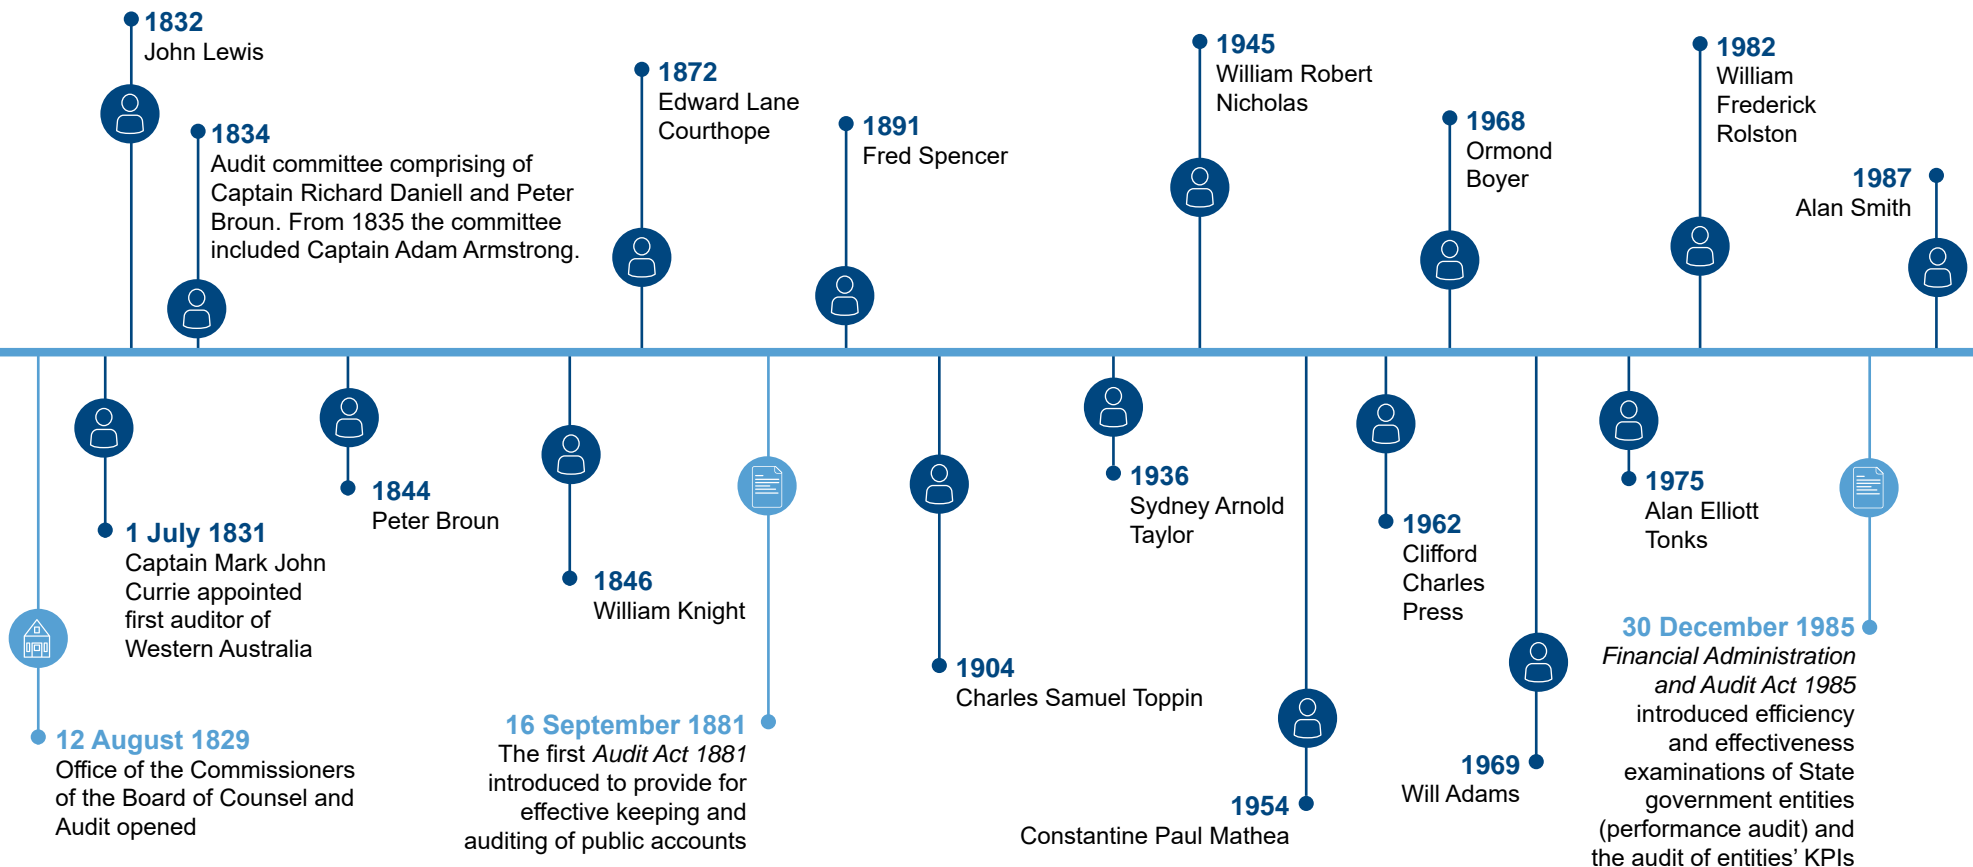 1832
John Lewis
1834
Audit committee comprising of
Captain Richard Daniell and Peter
Broun. From 1835 the committee
included Captain Adam Armstrong.
1872
Edward Lane
Courthope
1891
Fred Spencer
1945
William Robert
Nicholas
1968
Ormond
Boyer
1982
William
Frederick
Rolston
1987
Alan Smith
12 August 1829
Office of the Commissioners
of the Board of Counsel and
Audit opened
1 July 1831
Captain Mark John
Currie appointed
first auditor of
Western Australia
1844
Peter Broun
1846
William Knight
16 September 1881
The first Audit Act 1881
introduced to provide for
effective keeping and
auditing of public accounts
1904
Charles Samuel Toppin
1936
Sydney Arnold
Taylor
1954
Constantine Paul Mathea
1962
Clifford
Charles
Press
1969
Will Adams
1975
Alan Elliott
Tonks
30 December 1985
Financial Administration
and Audit Act 1985
introduced efficiency
and effectiveness
examinations of State
government entities
(performance audit) and
the audit of entities’ KPIs